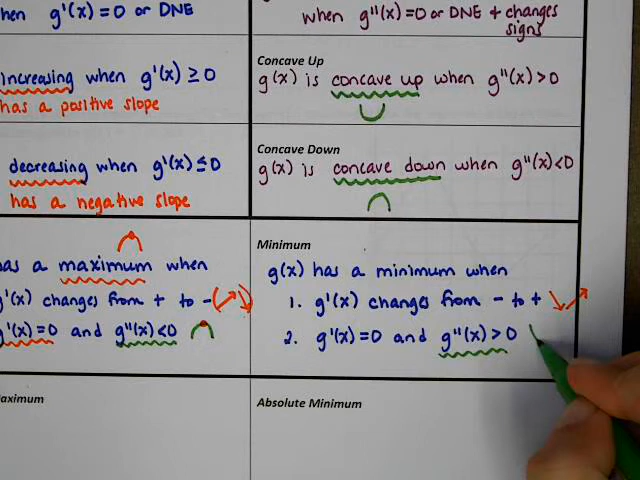 hen g'(x)=0 or DNE
when g"(x)=0 or DNE + changes
signs
increasing when g'(x) ≥ 0
has a positive slope
Concave Up
g(x) is concave up when g"(x)>0
decreasing when g'(x) ≤ 0
has a negative slope
Concave Down
g(x) is concave down when g"(x)<0
as a maximum when
g'(x) changes from + to -
g'(x)=0 and g"(x)<0
Minimum
g(x) has a minimum when
1. g'(x) changes from - to +
2. g'(x)=0 and g"(x)>0
aximum
Absolute Minimum